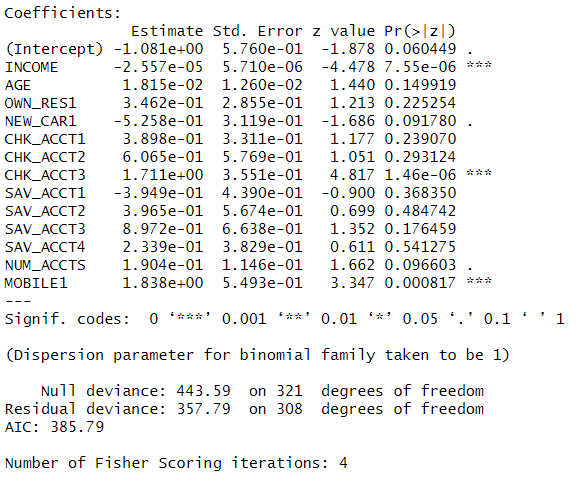 Coefficients:
Estimate Std. Error z value Pr(>|z|)
(Intercept) -1.081e+00 5.760e-01 -1.878 0.060449 .
INCOME -2.557e-05 5.710e-06 -4.478 7.55e-06 ***
AGE 1.815e-02 1.260e-02 1.440 0.149919
OWN_RES1 3.462e-01 2.855e-01 1.213 0.225254
NEW_CAR1 -5.258e-01 3.119e-01 -1.686 0.091780 .
CHK_ACCT1 3.898e-01 3.311e-01 1.177 0.239070
CHK_ACCT2 6.065e-01 5.769e-01 1.051 0.293124
CHK_ACCT3 1.711e+00 3.551e-01 4.817 1.46e-06 ***
SAV_ACCT1 -3.949e-01 4.390e-01 -0.900 0.368350
SAV_ACCT2 3.965e-01 5.674e-01 0.699 0.484742
SAV_ACCT3 8.972e-01 6.638e-01 1.352 0.176459
SAV_ACCT4 2.339e-01 3.829e-01 0.611 0.541275
NUM_ACCTS 1.904e-01 1.146e-01 1.662 0.096603 .
MOBILE1 1.838e+00 5.493e-01 3.347 0.000817 ***
---
Signif. codes: 0 ‘***’ 0.001 ‘**’ 0.01 ‘*’ 0.05 ‘.’ 0.1 ‘ ’ 1
(Dispersion parameter for binomial family taken to be 1)
Null deviance: 443.59 on 321 degrees of freedom
Residual deviance: 357.79 on 308 degrees of freedom
AIC: 385.79
Number of Fisher Scoring iterations: 4